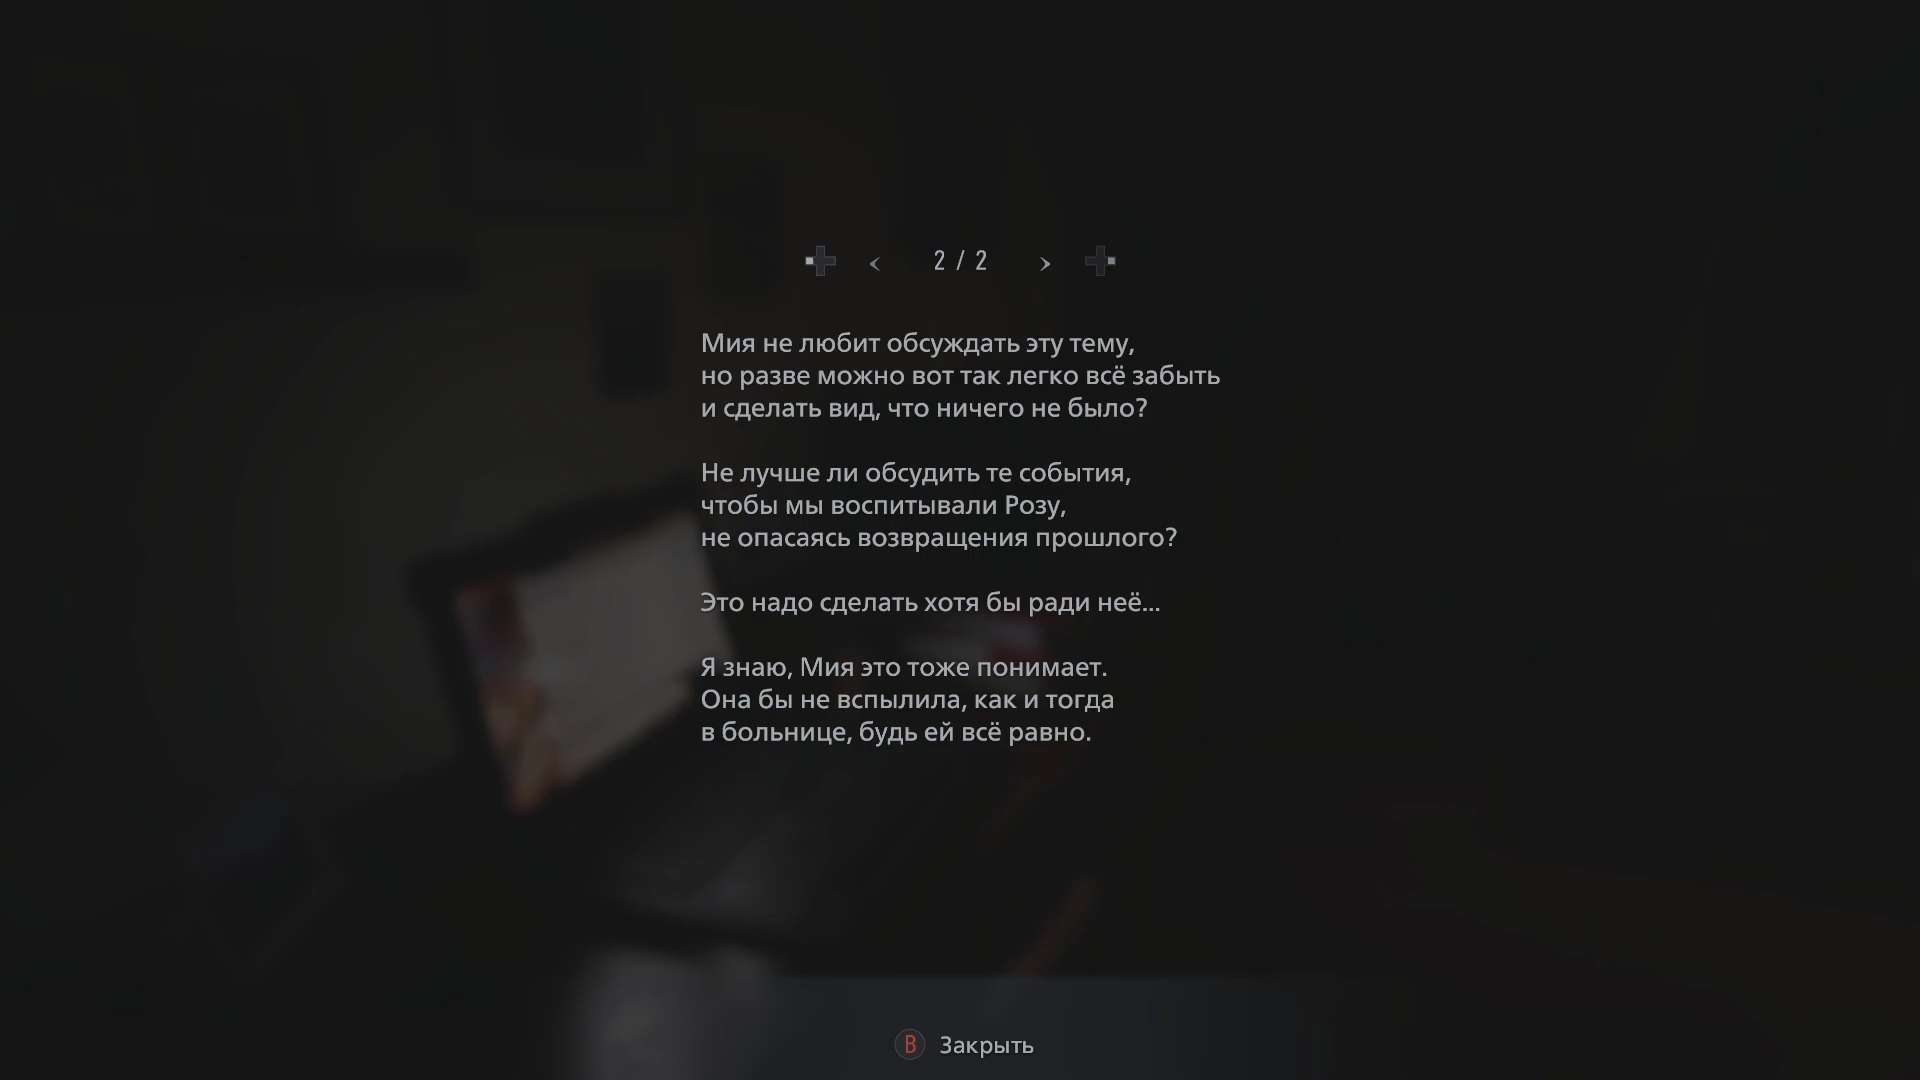 2 / 2
Мия не любит обсуждать эту тему,
но разве можно вот так легко всё забыть
и сделать вид, что ничего не было?
Не лучше ли обсудить те события,
чтобы мы воспитывали Розу,
не опасаясь возвращения прошлого?
Это надо сделать хотя бы ради неё...
Я знаю, Мия это тоже понимает.
Она бы не вспылила, как и тогда
в больнице, будь ей всё равно.
B Закрыть